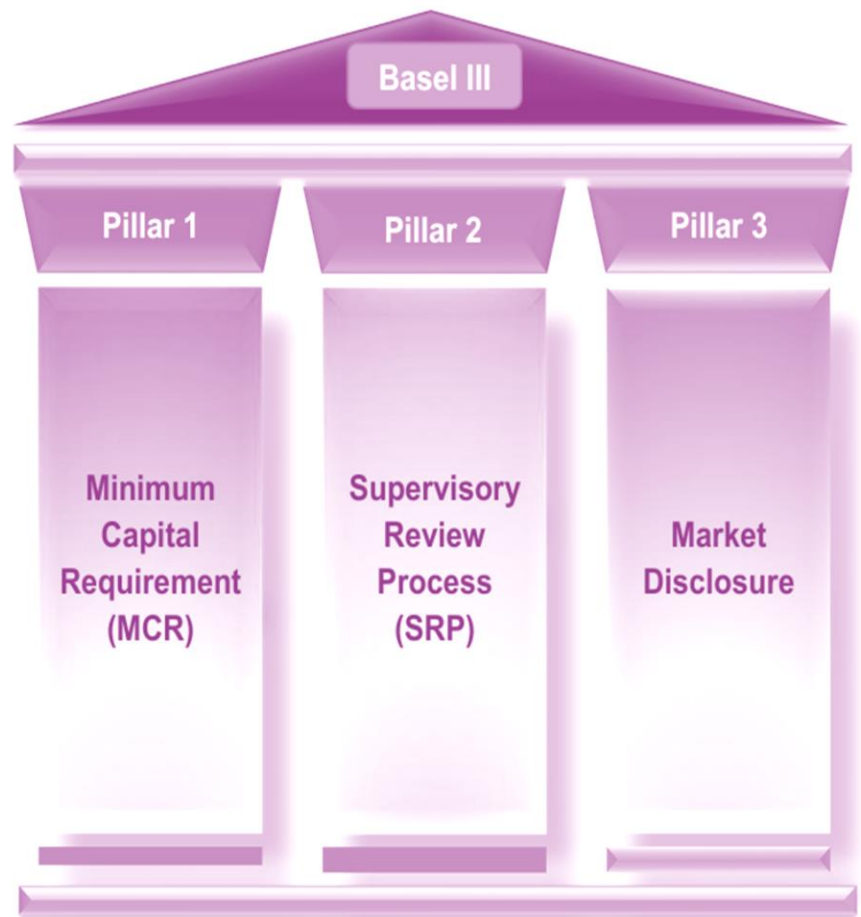 Basel III
Pillar 1
Pillar 2
Pillar 3
Minimum
Capital
Requirement
(MCR)
Supervisory
Review
Process
(SRP)
Market
Disclosure